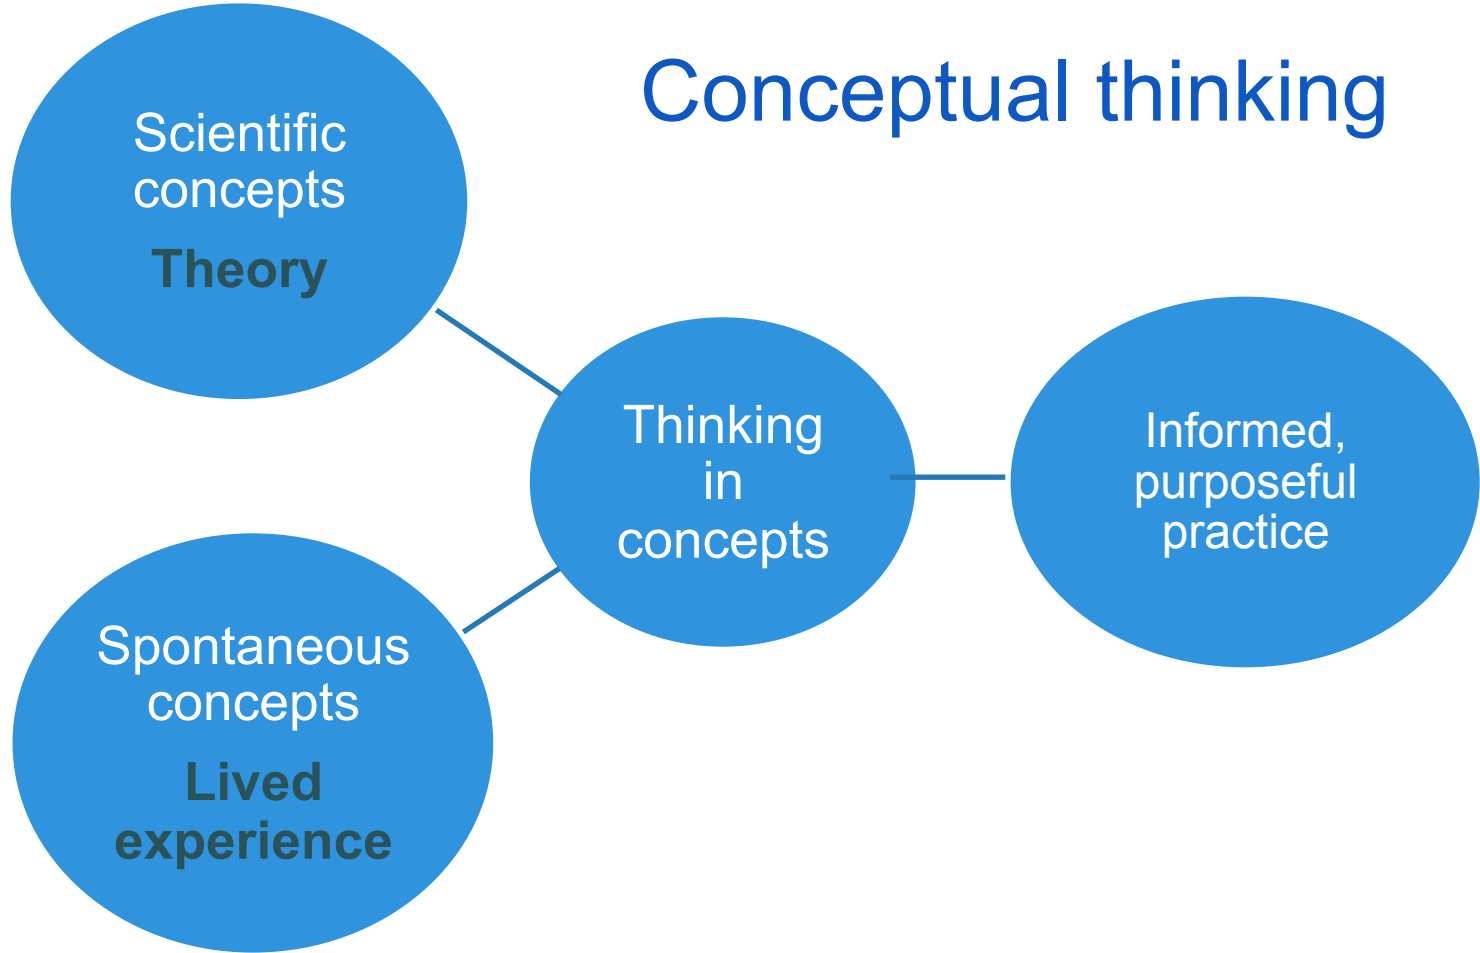 Conceptual thinking
Scientific
concepts
Theory
Spontaneous
concepts
Lived
experience
Thinking
in
concepts
Informed,
purposeful
practice